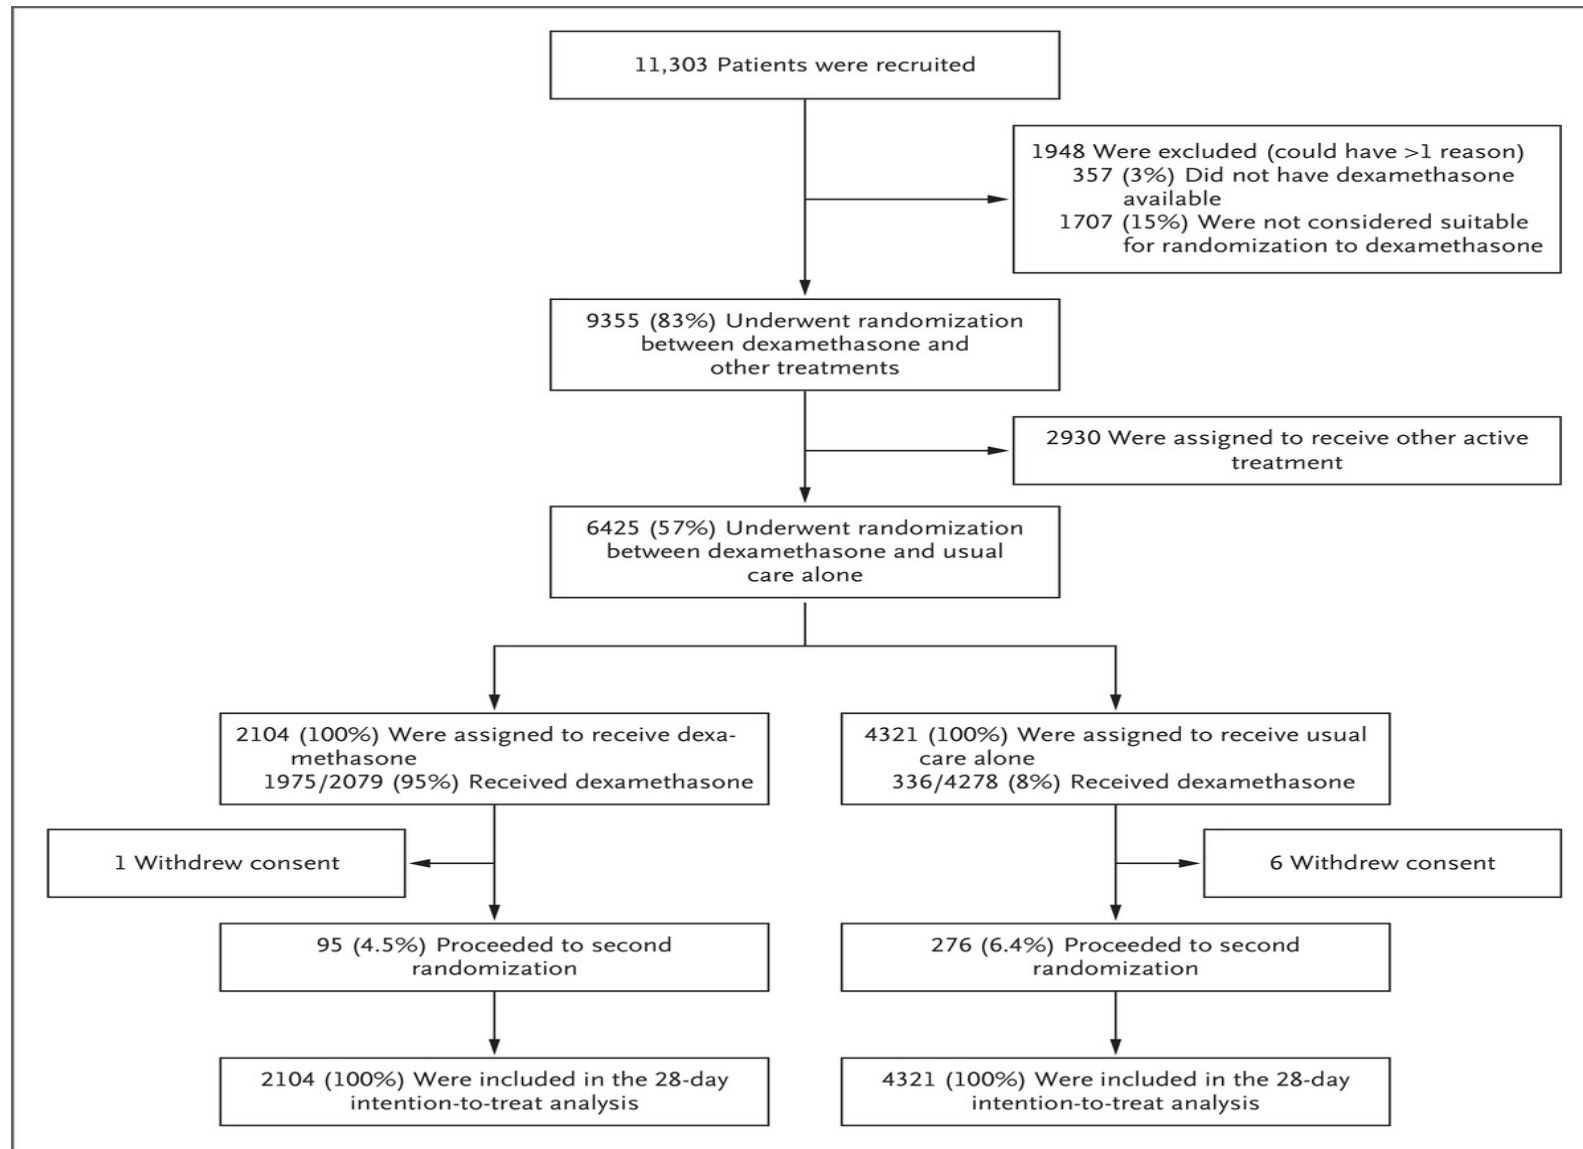 11,303 Patients were recruited
1948 Were excluded (could have >1 reason)
357 (3%) Did not have dexamethasone
available
1707 (15%) Were not considered suitable
for randomization to dexamethasone
9355 (83%) Underwent randomization
between dexamethasone and
other treatments
2930 Were assigned to receive other active
treatment
6425 (57%) Underwent randomization
between dexamethasone and usual
care alone
2104 (100%) Were assigned to receive dexa-
methasone
1975/2079 (95%) Received dexamethasone
4321 (100%) Were assigned to receive usual
care alone
336/4278 (8%) Received dexamethasone
1 Withdrew consent
6 Withdrew consent
95 (4.5%) Proceeded to second
randomization
276 (6.4%) Proceeded to second
randomization
2104 (100%) Were included in the 28-day
intention-to-treat analysis
4321 (100%) Were included in the 28-day
intention-to-treat analysis